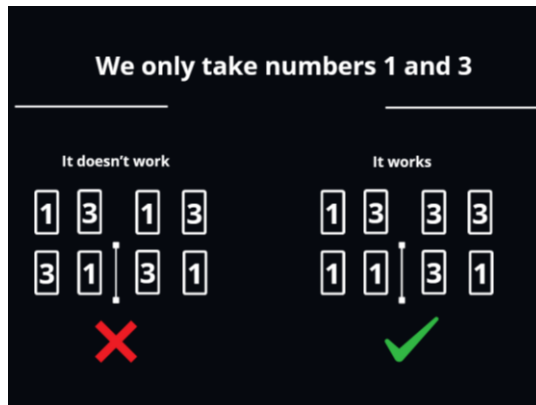 We only take numbers 1 and 3
It doesn't work
1 3 1 3
3 1 3 1
It works
1 3 3 3
1 1 3 1